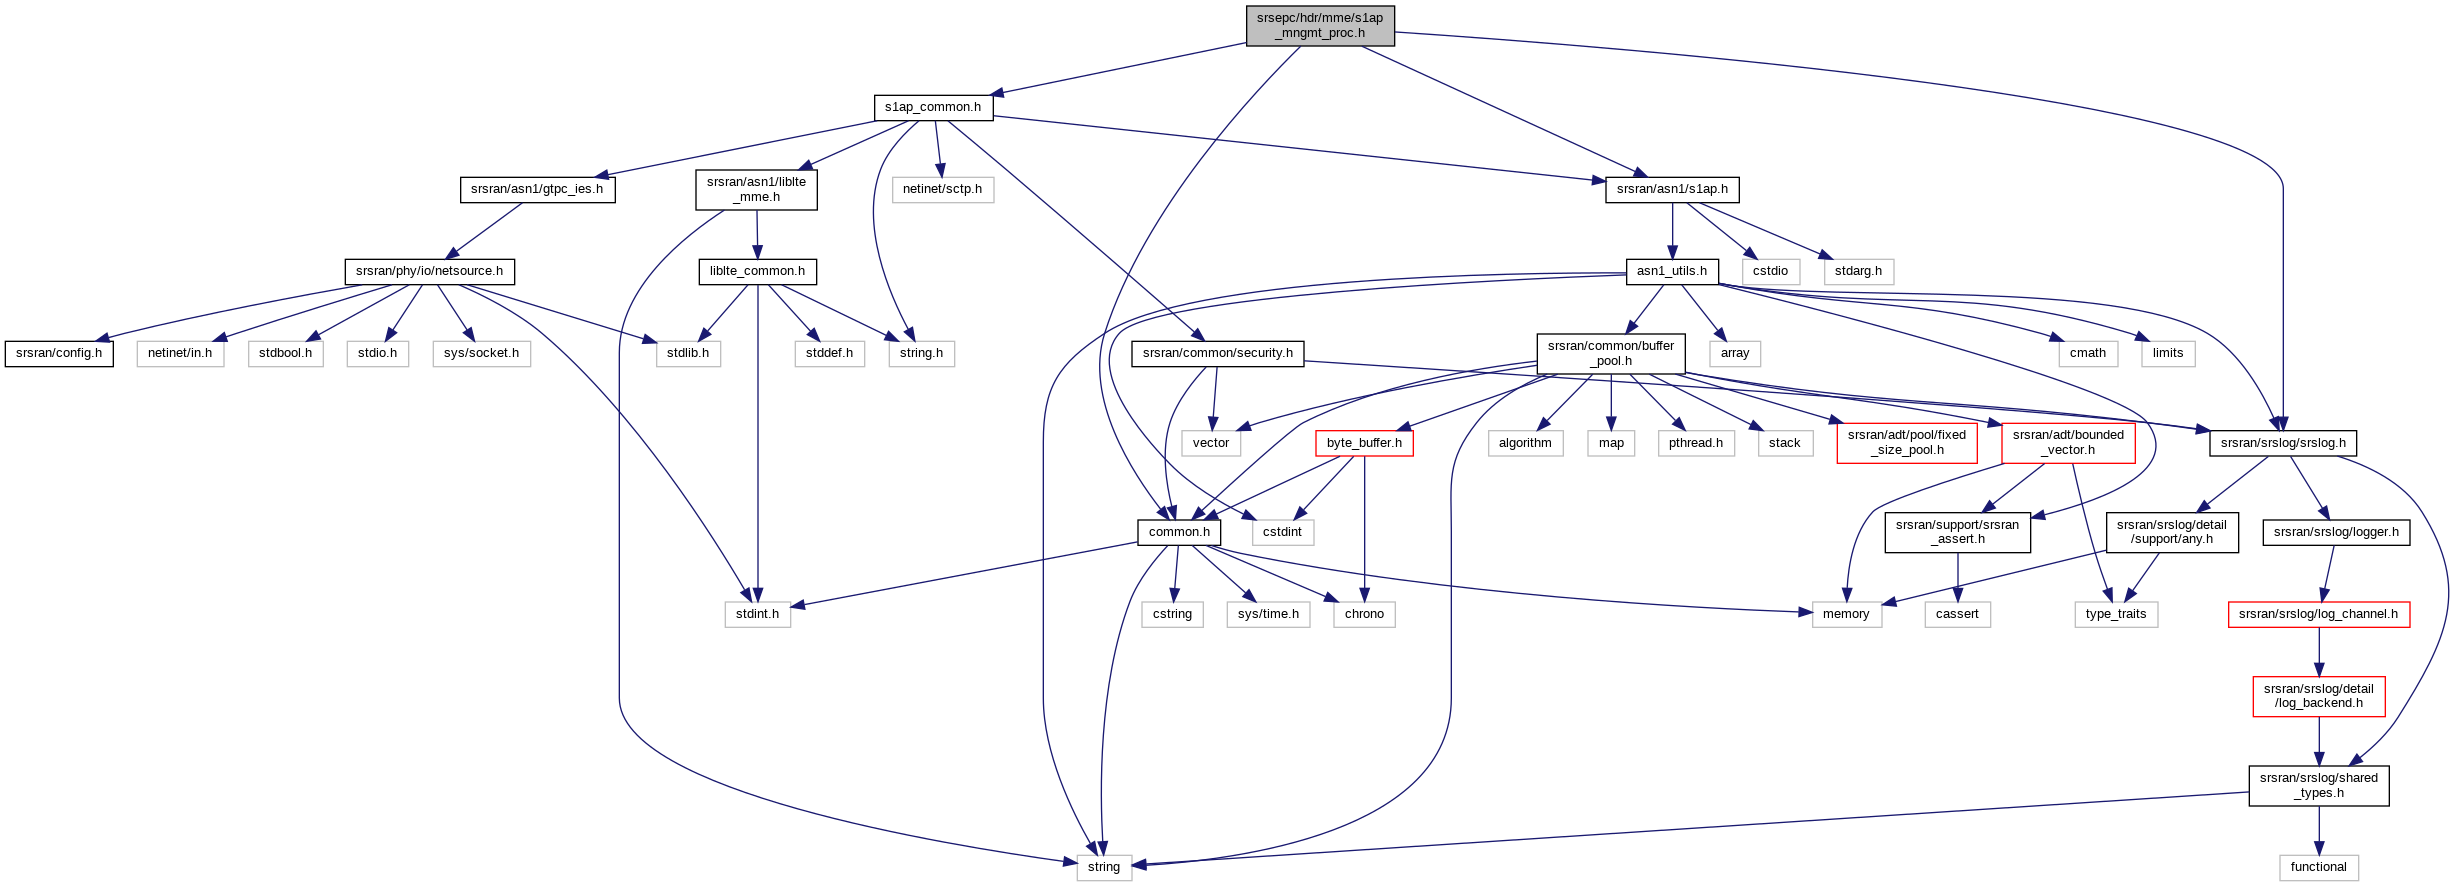 srsepc/hdr/mme/s1ap
_mngmt_proc.h
s1ap_common.h
srsran/asn1/gtpc_ies.h
srsran/asn1/liblte
_mme.h
netinet/sctp.h
srsran/asn1/s1ap.h
srsran/phy/io/netsource.h
liblte_common.h
asn1_utils.h
cstdio
stdarg.h
srsran/config.h
netinet/in.h
stdbool.h
stdio.h
sys/socket.h
stdlib.h
stddef.h
string.h
srsran/common/security.h
srsran/common/buffer
_pool.h
array
cmath
limits
vector
byte_buffer.h
algorithm
map
pthread.h
stack
srsran/adt/pool/fixed
_size_pool.h
srsran/adt/bounded
_vector.h
srsran/srslog/srslog.h
common.h
cstdint
srsran/support/srsran
_assert.h
srsran/srslog/detail
/support/any.h
srsran/srslog/logger.h
stdint.h
cstring
sys/time.h
chrono
memory
cassert
type_traits
srsran/srslog/log_channel.h
srsran/srslog/detail
/log_backend.h
srsran/srslog/shared
_types.h
string
functional